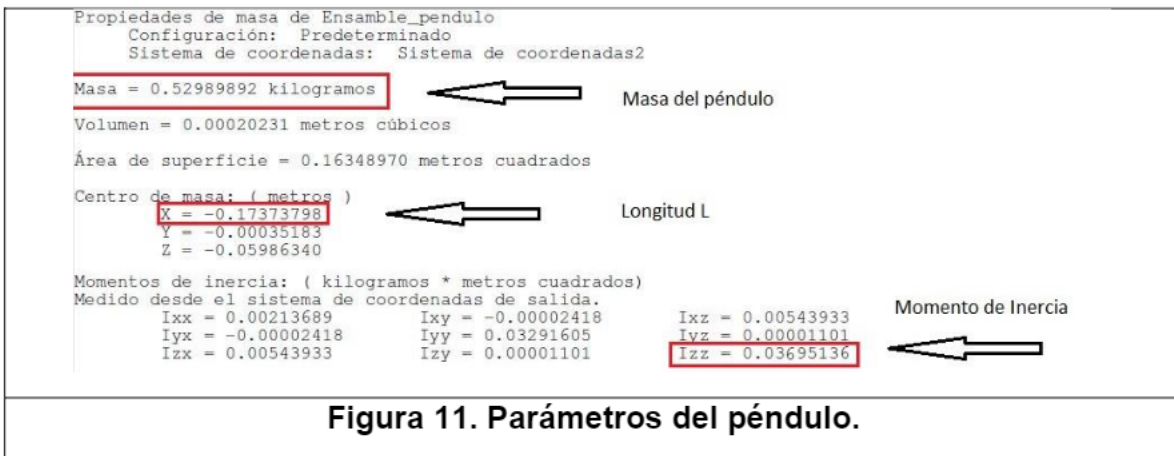 Propiedades de masa de Ensamble_pendulo
Configuración: Predeterminado
Sistema de coordenadas: Sistema de coordenadas2
Masa = 0.52989892 kilogramos
Masa del péndulo
Volumen = 0.00020231 metros cúbicos
Área de superficie = 0.16348970 metros cuadrados
Centro de masa: ( metros )
X = -0.17373798
Longitud L
Y = -0.00035183
Z = -0.05986340
Momentos de inercia: ( kilogramos * metros cuadrados)
Medido desde el sistema de coordenadas de salida.
Momento de Inercia
Ixx = 0.00213689 Ixy = -0.00002418 Ixz = 0.00543933
Iyx = -0.00002418 Iyy = 0.03291605 Iyz = 0.00001101
Izx = 0.00543933 Izy = 0.00001101 Izz = 0.03695136
Figura 11. Parámetros del péndulo.